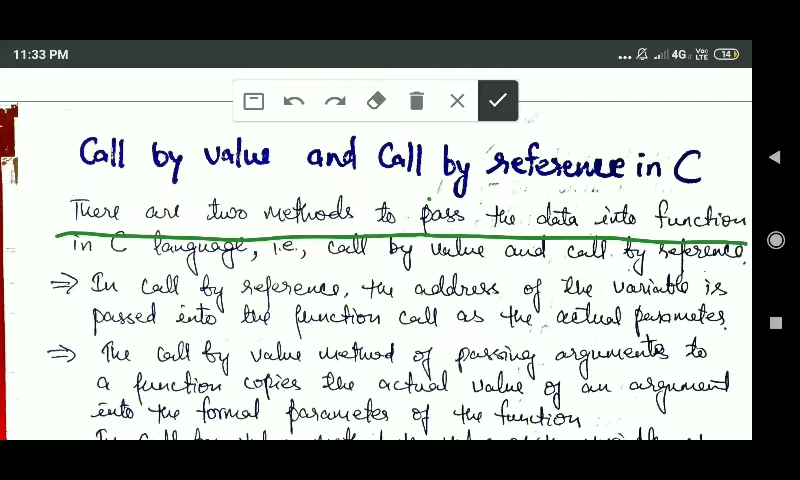 11:33 PM
... 4G Vo) LTE 14
Call by value and Call by reference in C
There are two methods to pass the data into function
in C language, i.e., call by value and call by reference.
⇒ In call by reference, the address of the variable is
passed into the function call as the actual parameter.
⇒ The call by value method of passing arguments to
a function copies the actual value of an argument
into the formal parameter of the function